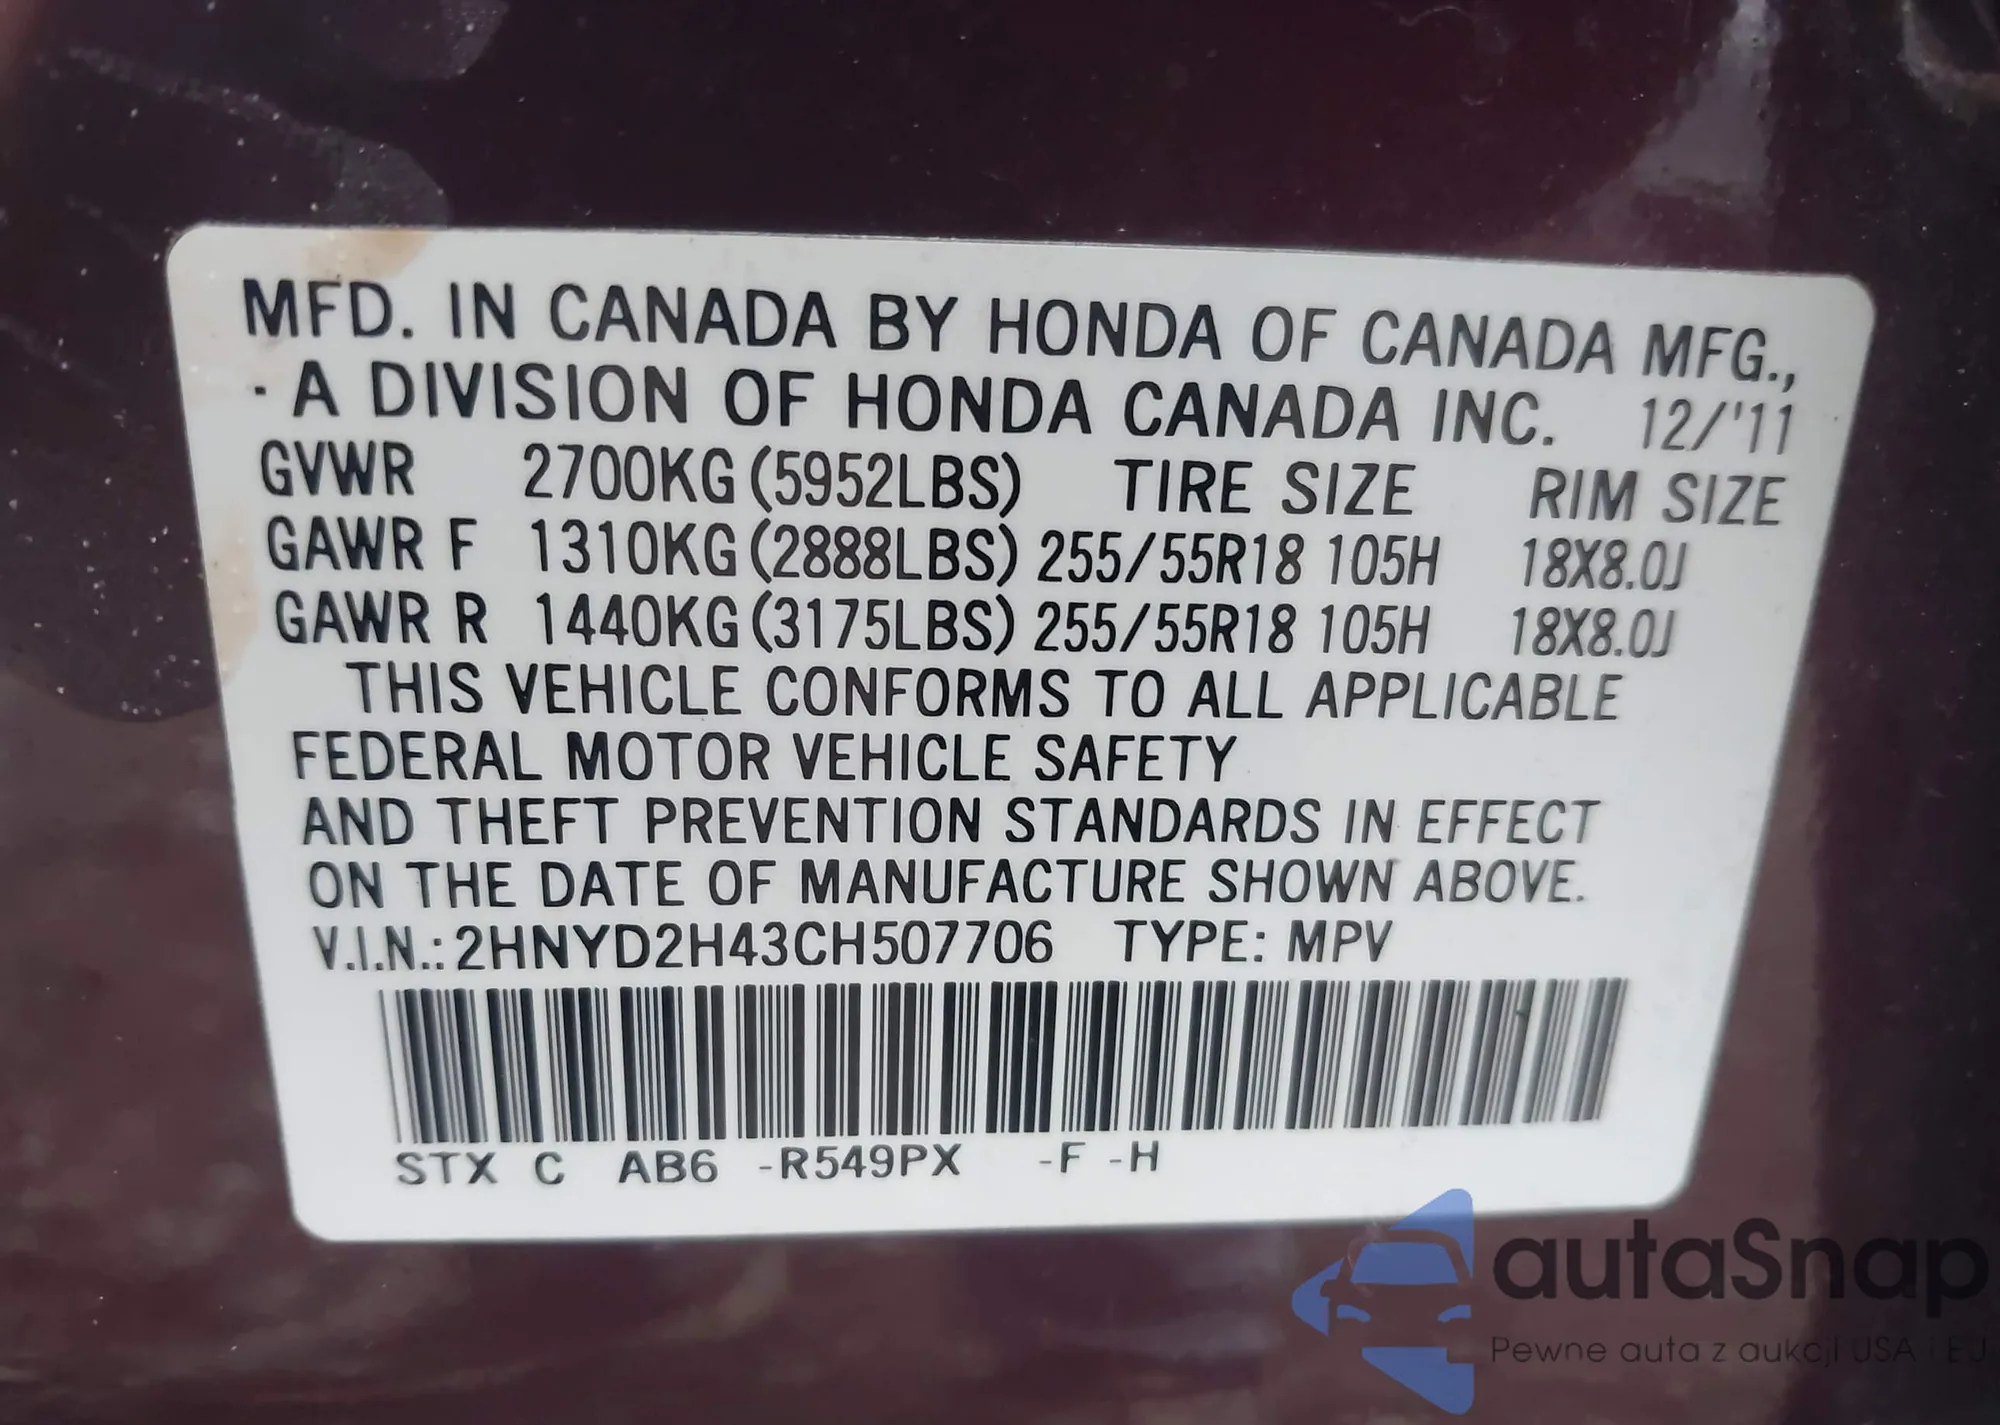 MFD. IN CANADA BY HONDA OF CANADA MFG.,
· A DIVISION OF HONDA CANADA INC. 12/'11
GVWR 2700KG (5952LBS) TIRE SIZE RIM SIZE
GAWR F 1310KG (2888LBS) 255/55R18 105H 18X8.0J
GAWR R 1440KG (3175LBS) 255/55R18 105H 18X8.0J
THIS VEHICLE CONFORMS TO ALL APPLICABLE
FEDERAL MOTOR VEHICLE SAFETY
AND THEFT PREVENTION STANDARDS IN EFFECT
ON THE DATE OF MANUFACTURE SHOWN ABOVE.
V.I.N.: 2HNYD2H43CH507706 TYPE: MPV
STX C AB6 -R549PX -F -H
autaSnap
Pewne auta z aukcji USA i EU